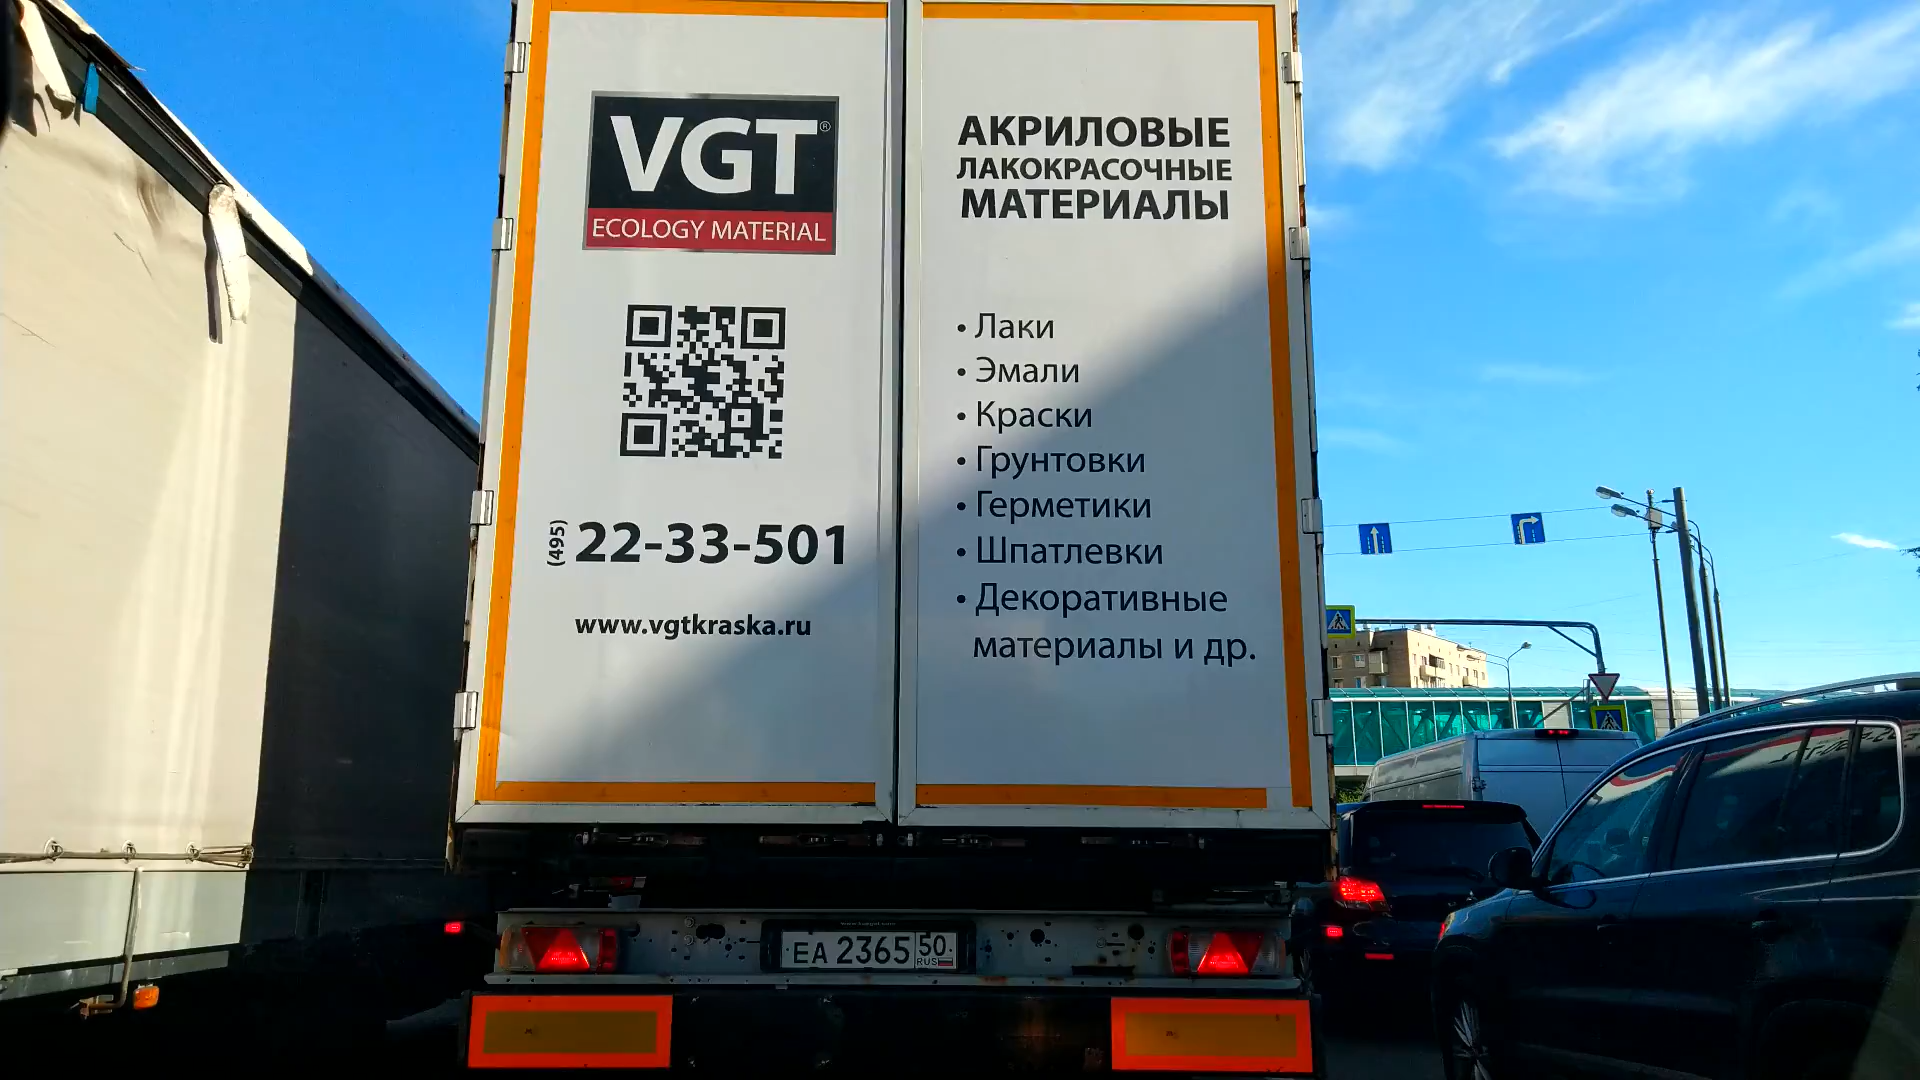 VGT®
ECOLOGY MATERIAL
(495) 22-33-501
www.vgtkraska.ru
АКРИЛОВЫЕ
ЛАКОКРАСОЧНЫЕ
МАТЕРИАЛЫ
• Лаки
• Эмали
• Краски
• Грунтовки
• Герметики
• Шпатлевки
• Декоративные
материалы и др.
ЕА 2365 50
RUS